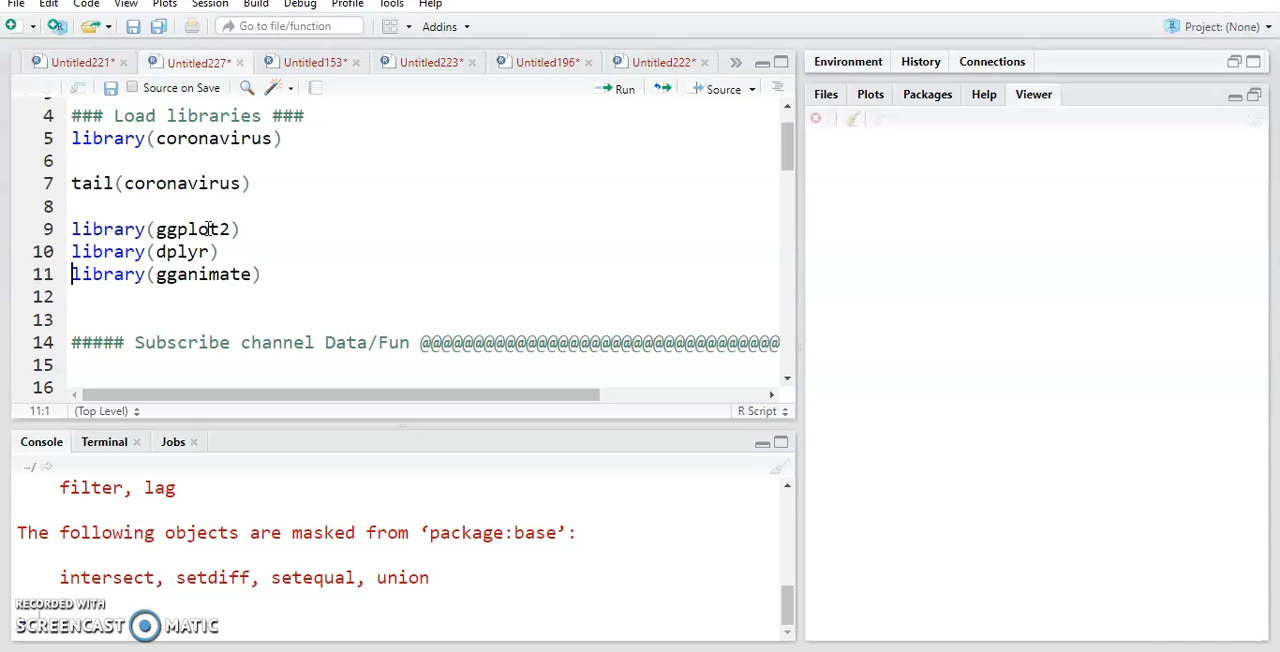 File Edit Code View Plots Session Build Debug Profile Tools Help
Go to file/function Addins Project: (None)
Untitled221* Untitled227* Untitled153* Untitled223* Untitled196* Untitled222*
Source on Save Run Source
4 ### Load libraries ###
5 library(coronavirus)
6
7 tail(coronavirus)
8
9 library(ggplot2)
10 library(dplyr)
11 library(gganimate)
12
13
14 ##### Subscribe channel Data/Fun @@@@@@@@@@@@@@@@@@@@@@@@@@@@@@@@@@
15
16
11:1 (Top Level) R Script
Console Terminal Jobs
~/
filter, lag
The following objects are masked from ‘package:base’:
intersect, setdiff, setequal, union
RECORDED WITH
SCREENCAST MATIC
Environment History Connections
Files Plots Packages Help Viewer